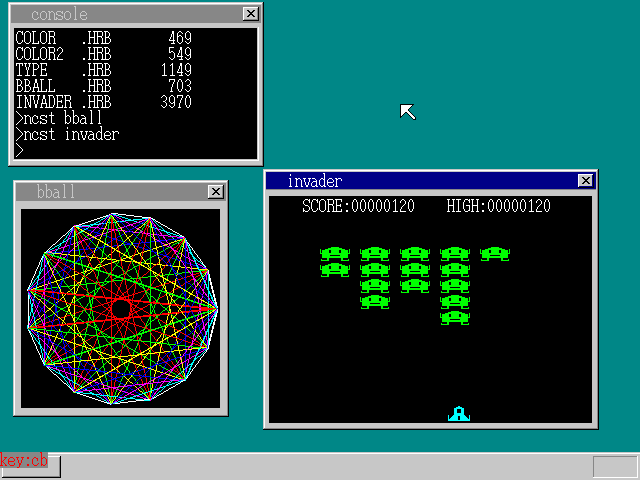 console
COLOR .HRB 469
COLOR2 .HRB 549
TYPE .HRB 1149
BBALL .HRB 703
INVADER .HRB 3970
>ncst bball
>ncst invader
>
bball
invader
SCORE:00000120 HIGH:00000120
key:cb